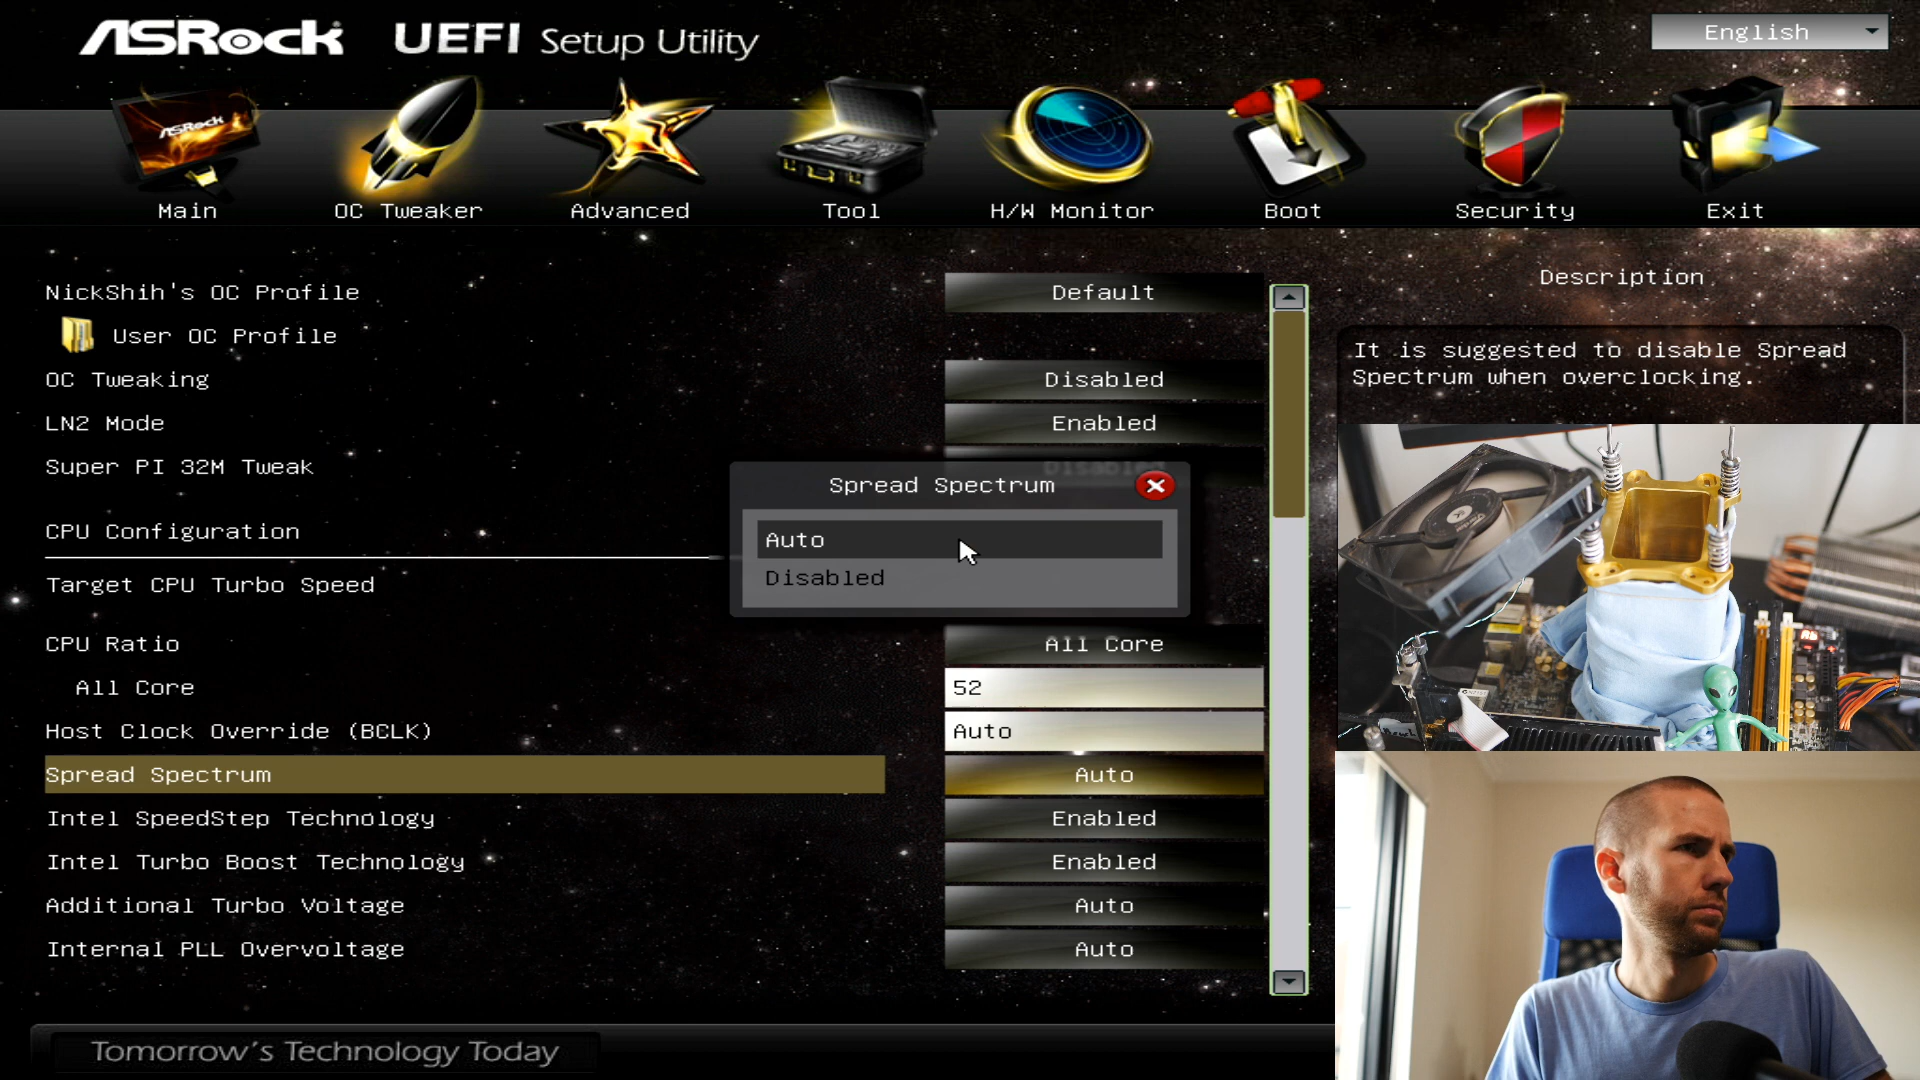 ASRock UEFI Setup Utility
English
ASRock
Main
OC Tweaker
Advanced
Tool
H/W Monitor
Boot
Security
Exit
NickShih's OC Profile
Default
User OC Profile
OC Tweaking
Disabled
LN2 Mode
Enabled
Super PI 32M Tweak
Disabled
CPU Configuration
Target CPU Turbo Speed
CPU Ratio
All Core
All Core
52
Host Clock Override (BCLK)
Auto
Spread Spectrum
Auto
Intel SpeedStep Technology
Enabled
Intel Turbo Boost Technology
Enabled
Additional Turbo Voltage
Auto
Internal PLL Overvoltage
Auto
Spread Spectrum
Auto
Disabled
Description
It is suggested to disable Spread
Spectrum when overclocking.
Tomorrow's Technology Today